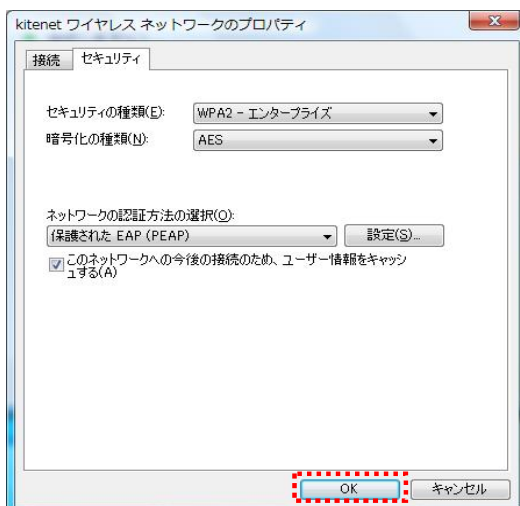 kitenet ワイヤレス ネットワークのプロパティ
接続 セキュリティ
セキュリティの種類(E): WPA2 - エンタープライズ
暗号化の種類(N): AES
ネットワークの認証方法の選択(O):
保護された EAP (PEAP) 設定(S)...
このネットワークへの今後の接続のため、ユーザー情報をキャッシ
ュする(A)
OK キャンセル